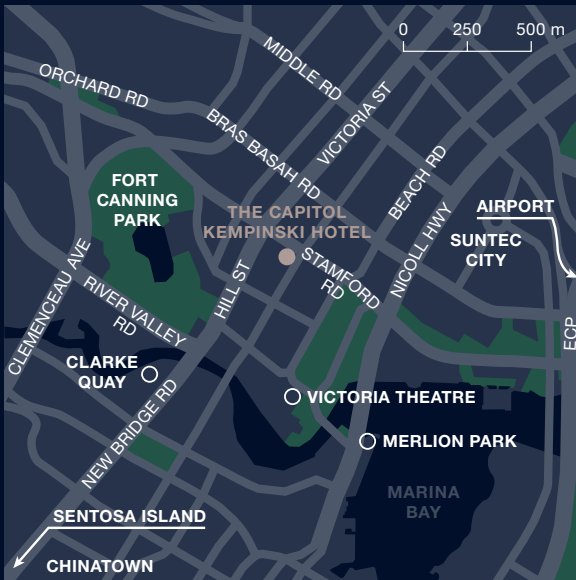 0 250 500 m
MIDDLE RD
ORCHARD RD
VICTORIA ST
BRAS BASAH RD
BEACH RD
FORT
CANNING
PARK
THE CAPITOL
KEMPINSKI HOTEL
AIRPORT
NICOLL HWY
SUNTEC
CITY
STAMFORD
RD
CLEMENCEAU AVE
HILL ST
RIVER VALLEY
RD
ECP
CLARKE
QUAY
VICTORIA THEATRE
NEW BRIDGE RD
MERLION PARK
MARINA
BAY
SENTOSA ISLAND
CHINATOWN